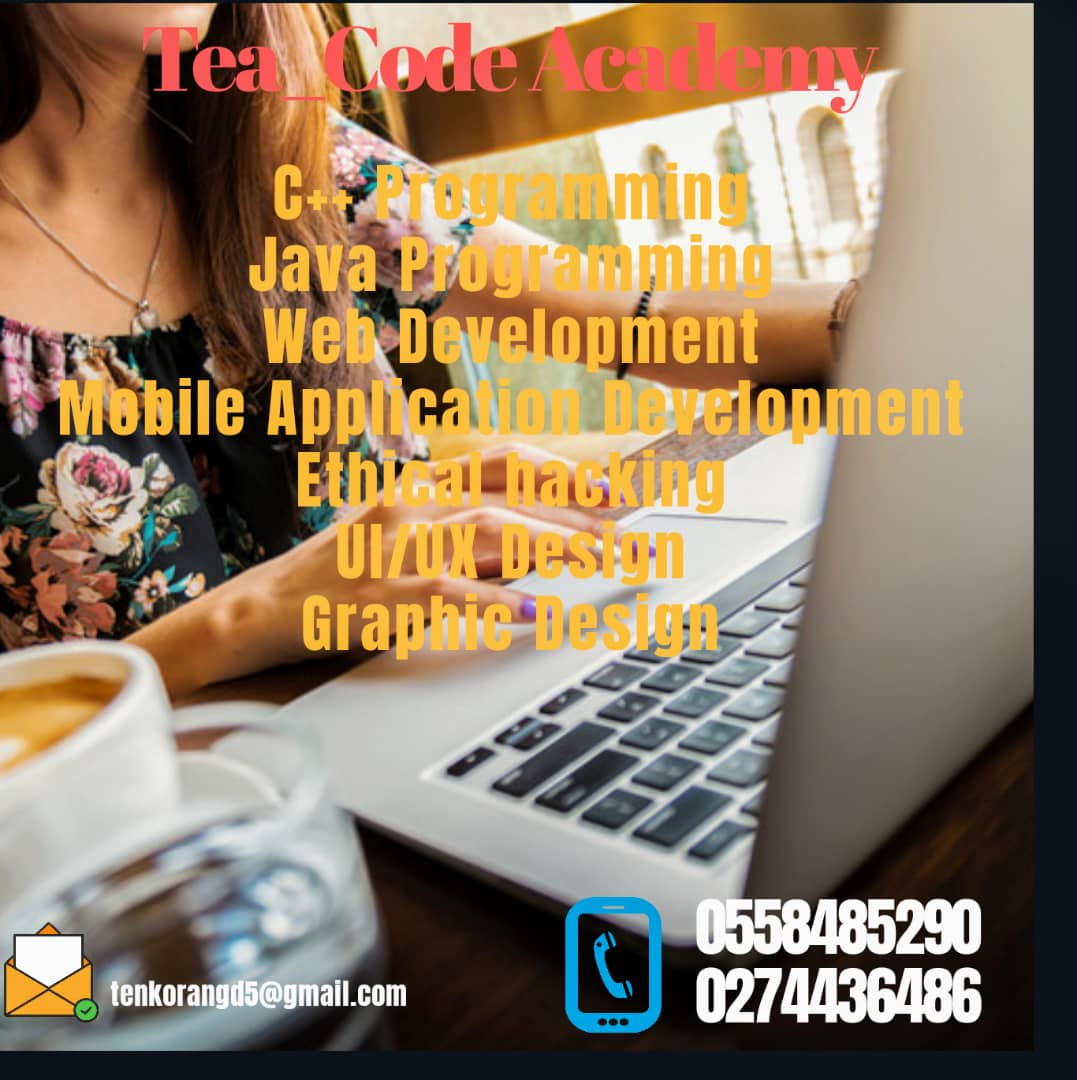 Tea_Code Academy
C++ Programming
Java Programming
Web Development
Mobile Application Development
Ethical hacking
UI/UX Design
Graphic Design
0558485290
tenkorangd5@gmail.com
0274436486